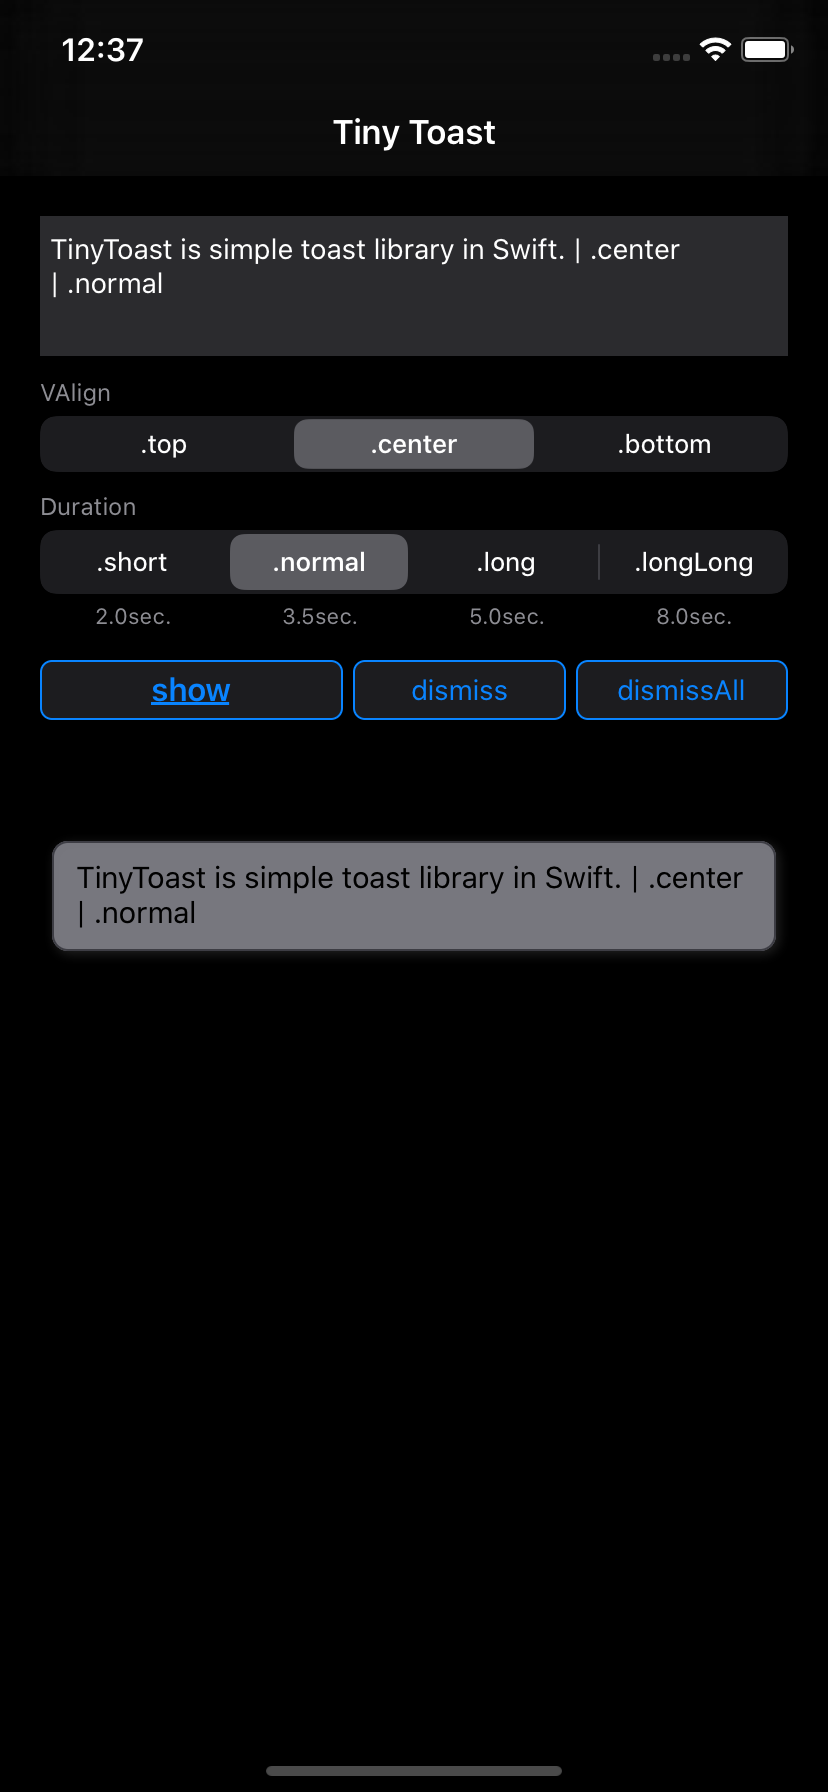 12:37
Tiny Toast
TinyToast is simple toast library in Swift. | .center
| .normal
VAlign
.top .center .bottom
Duration
.short .normal .long .longLong
2.0sec. 3.5sec. 5.0sec. 8.0sec.
show dismiss dismissAll
TinyToast is simple toast library in Swift. | .center
| .normal